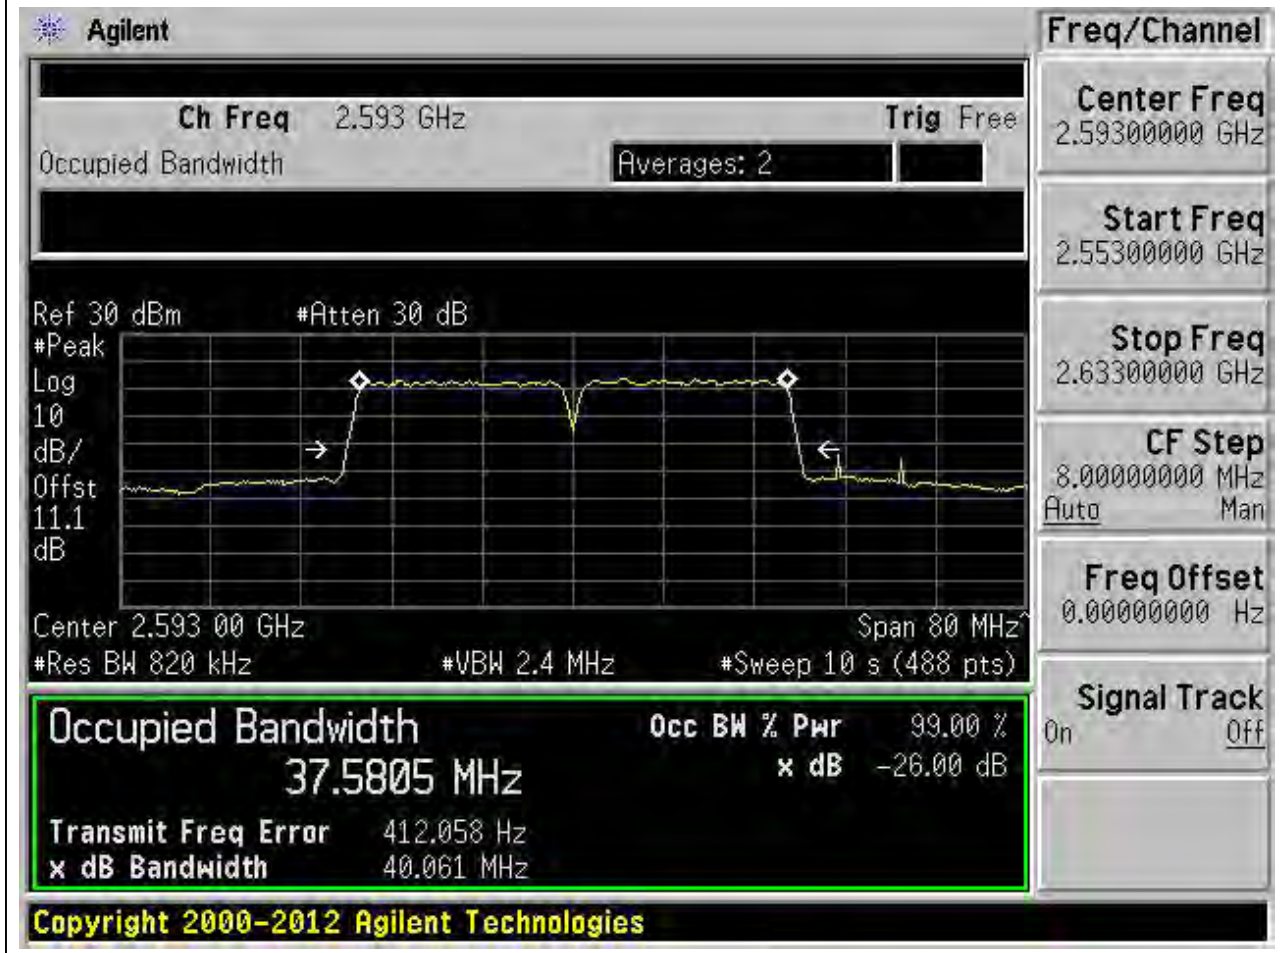 Agilent
Freq/Channel
Ch Freq 2.593 GHz Trig Free
Occupied Bandwidth Averages: 2
Center Freq
2.59300000 GHz
Start Freq
2.55300000 GHz
Stop Freq
2.63300000 GHz
CF Step
8.00000000 MHz
Auto Man
Freq Offset
0.00000000 Hz
Signal Track
On Off
Ref 30 dBm #Atten 30 dB
#Peak
Log
10
dB/
Offst
11.1
dB
Center 2.593 00 GHz Span 80 MHz^
#Res BW 820 kHz #VBW 2.4 MHz #Sweep 10 s (488 pts)
Occupied Bandwidth Occ BW % Pwr 99.00 %
37.5805 MHz x dB -26.00 dB
Transmit Freq Error 412.058 Hz
x dB Bandwidth 40.061 MHz
Copyright 2000-2012 Agilent Technologies